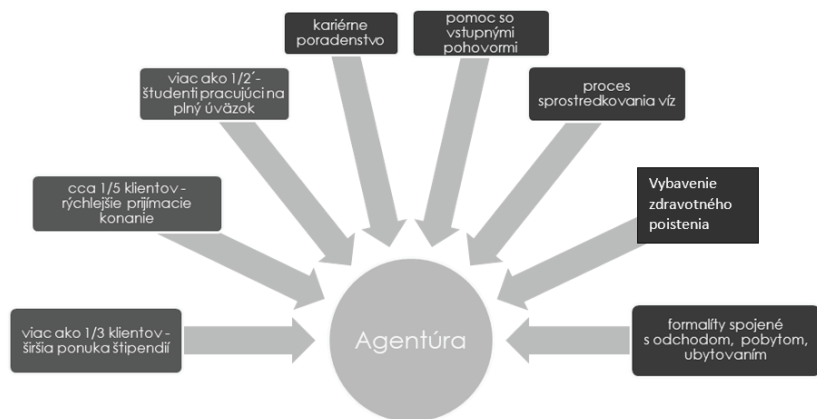 kariérne
poradenstvo
pomoc so
vstupnými
pohovormi
viac ako 1/2´-
študenti pracujúci na
plný úväzok
proces
sprostredkovania víz
cca 1/5 klientov -
rýchlejšie prijímacie
konanie
Vybavenie
zdravotného
poistenia
viac ako 1/3 klientov -
širšia ponuka štipendií
Agentúra
formalíty spojené
s odchodom, pobytom,
ubytovaním